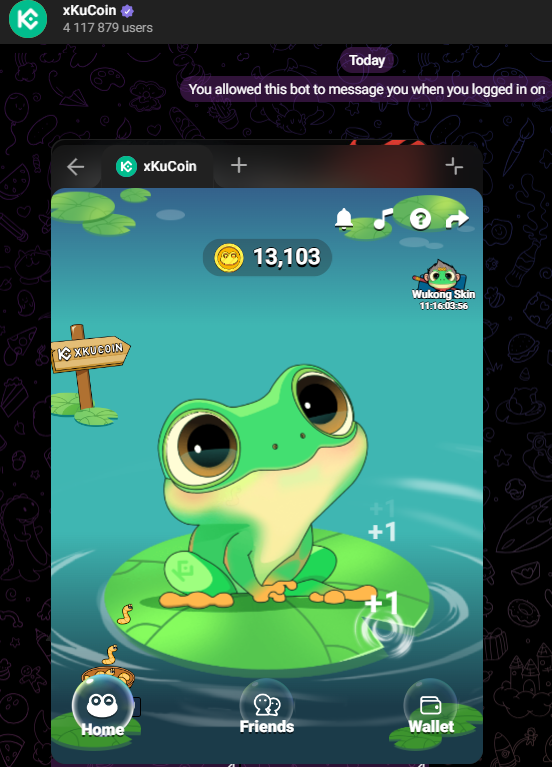 xKuCoin
4 117 879 users
Today
You allowed this bot to message you when you logged in on
xKuCoin
13,103
Wukong Skin
11:16:03:56
XKUCOIN
+1
+1
+1
Home
Friends
Wallet